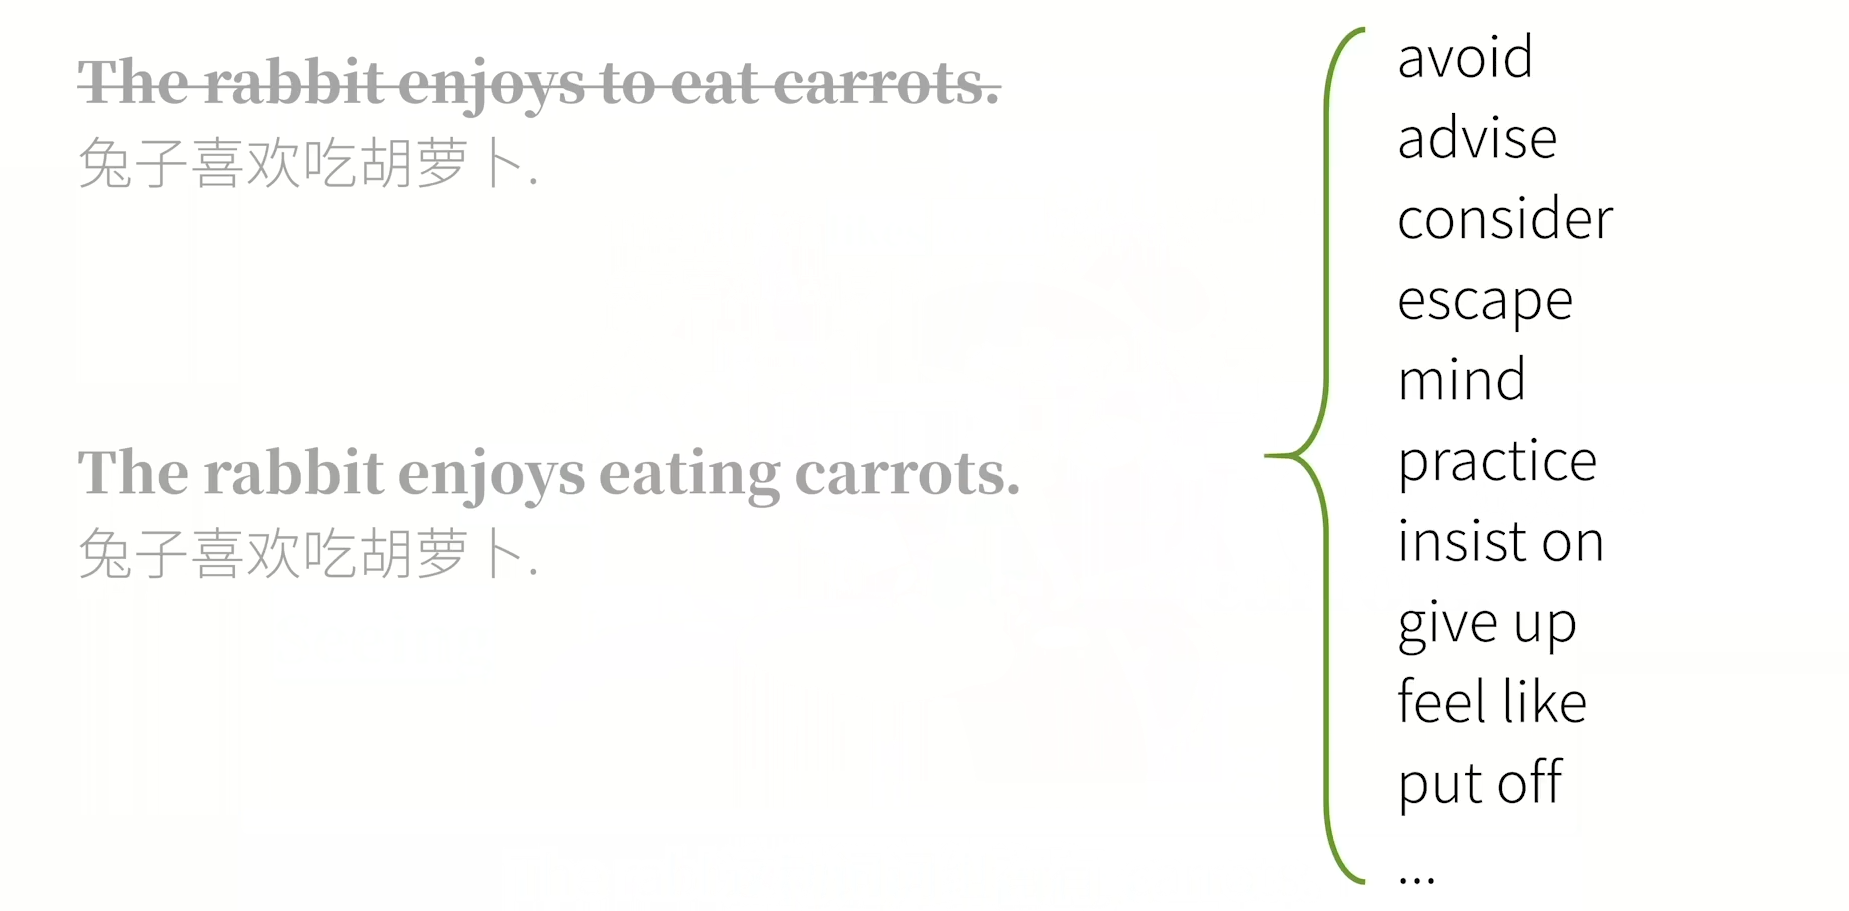 The rabbit enjoys to eat carrots.
兔子喜欢吃胡萝卜.
The rabbit enjoys eating carrots.
兔子喜欢吃胡萝卜.
avoid
advise
consider
escape
mind
practice
insist on
give up
feel like
put off
...